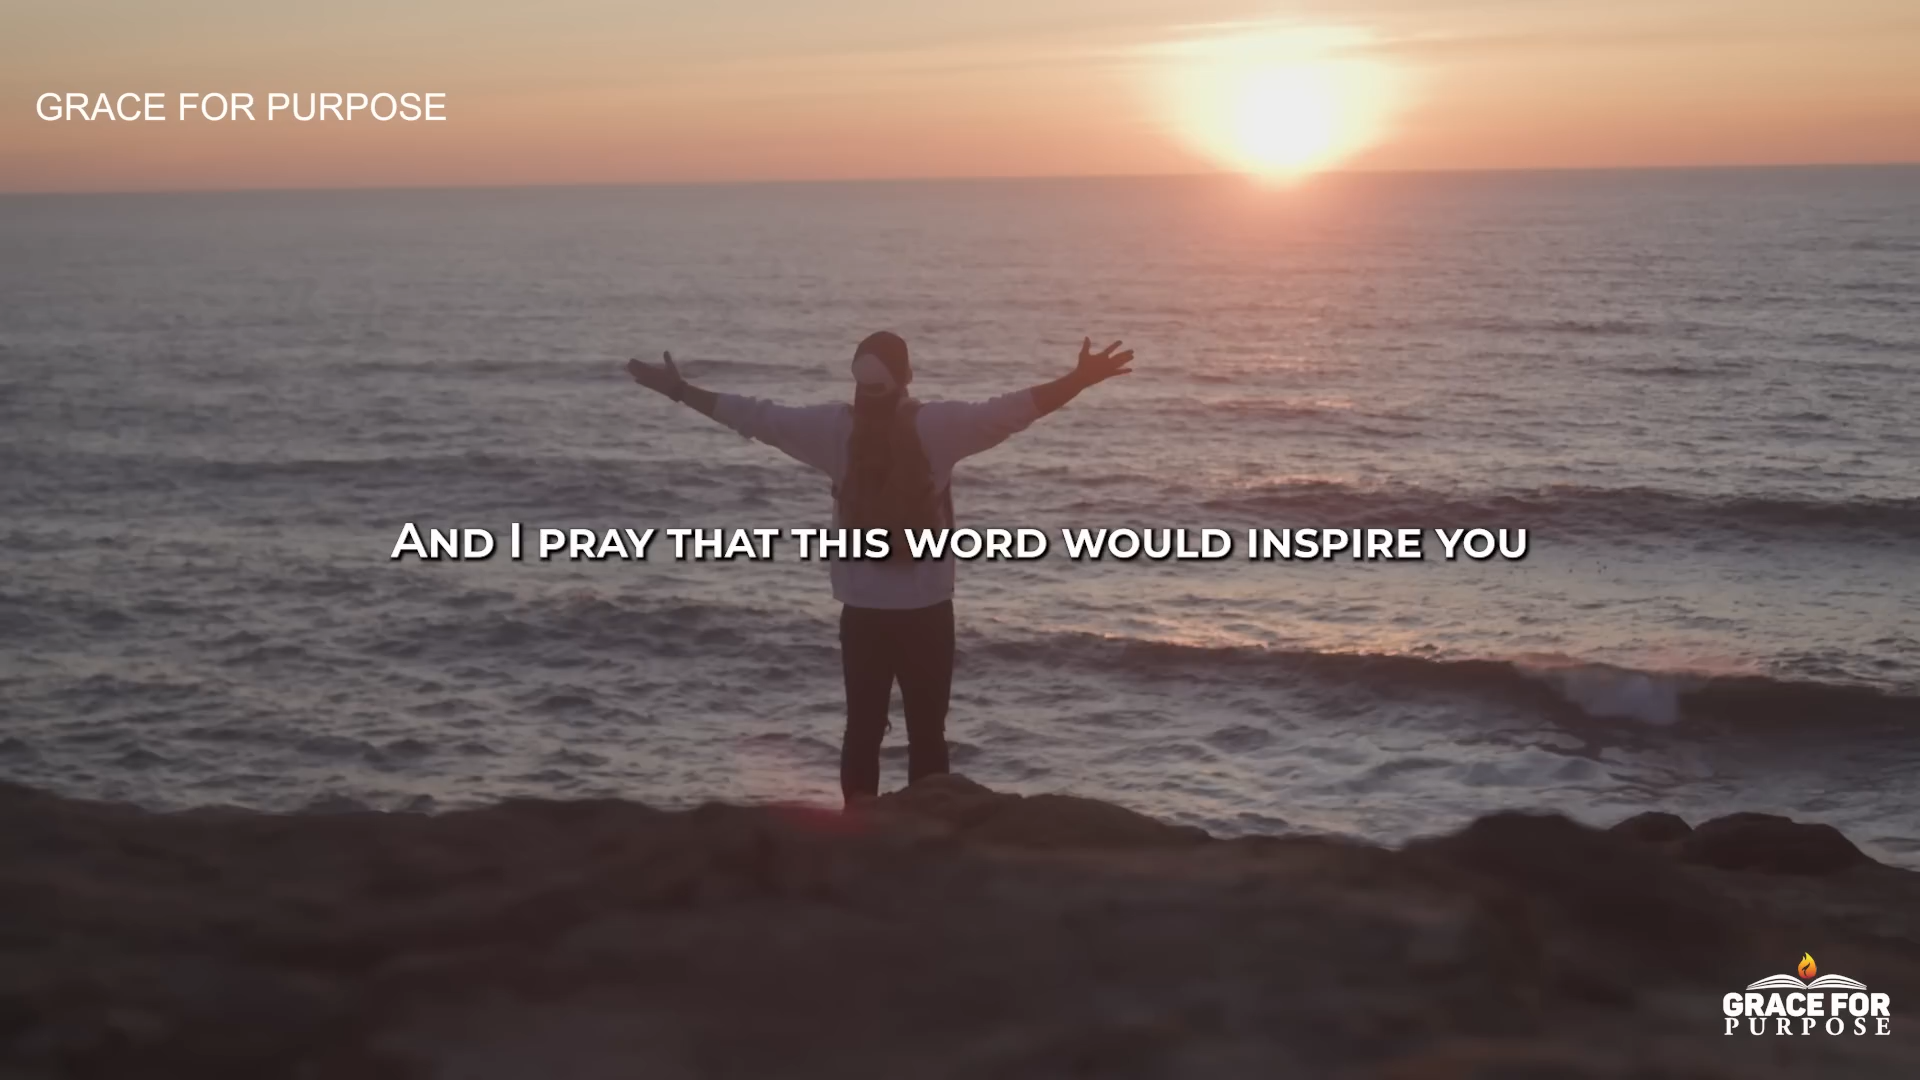 GRACE FOR PURPOSE
AND I PRAY THAT THIS WORD WOULD INSPIRE YOU
GRACE FOR
PURPOSE